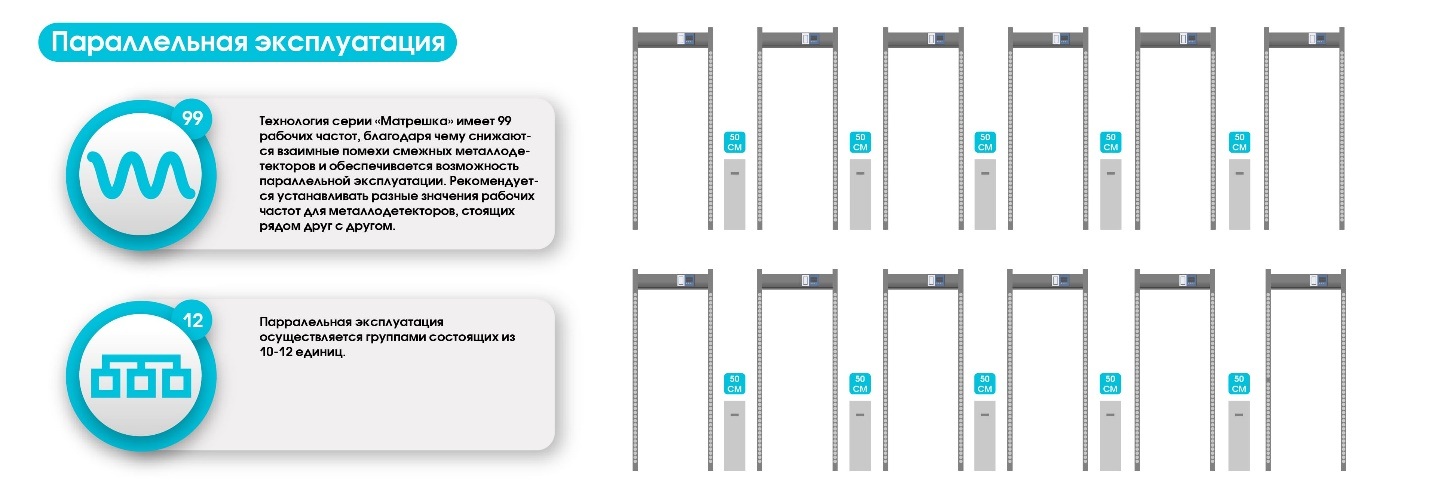 Параллельная эксплуатация
99
Технология серии «Матрешка» имеет 99
рабочих частот, благодаря чему снижают-
ся взаимные помехи смежных металлоде-
текторов и обеспечивается возможность
параллельной эксплуатации. Рекомендует-
ся устанавливать разные значения рабочих
частот для металлодетекторов, стоящих
рядом друг с другом.
12
Парралельная эксплуатация
осуществляется группами состоящих из
10-12 единиц.
50
СМ
50
СМ
50
СМ
50
СМ
50
СМ
50
СМ
50
СМ
50
СМ
50
СМ
50
СМ